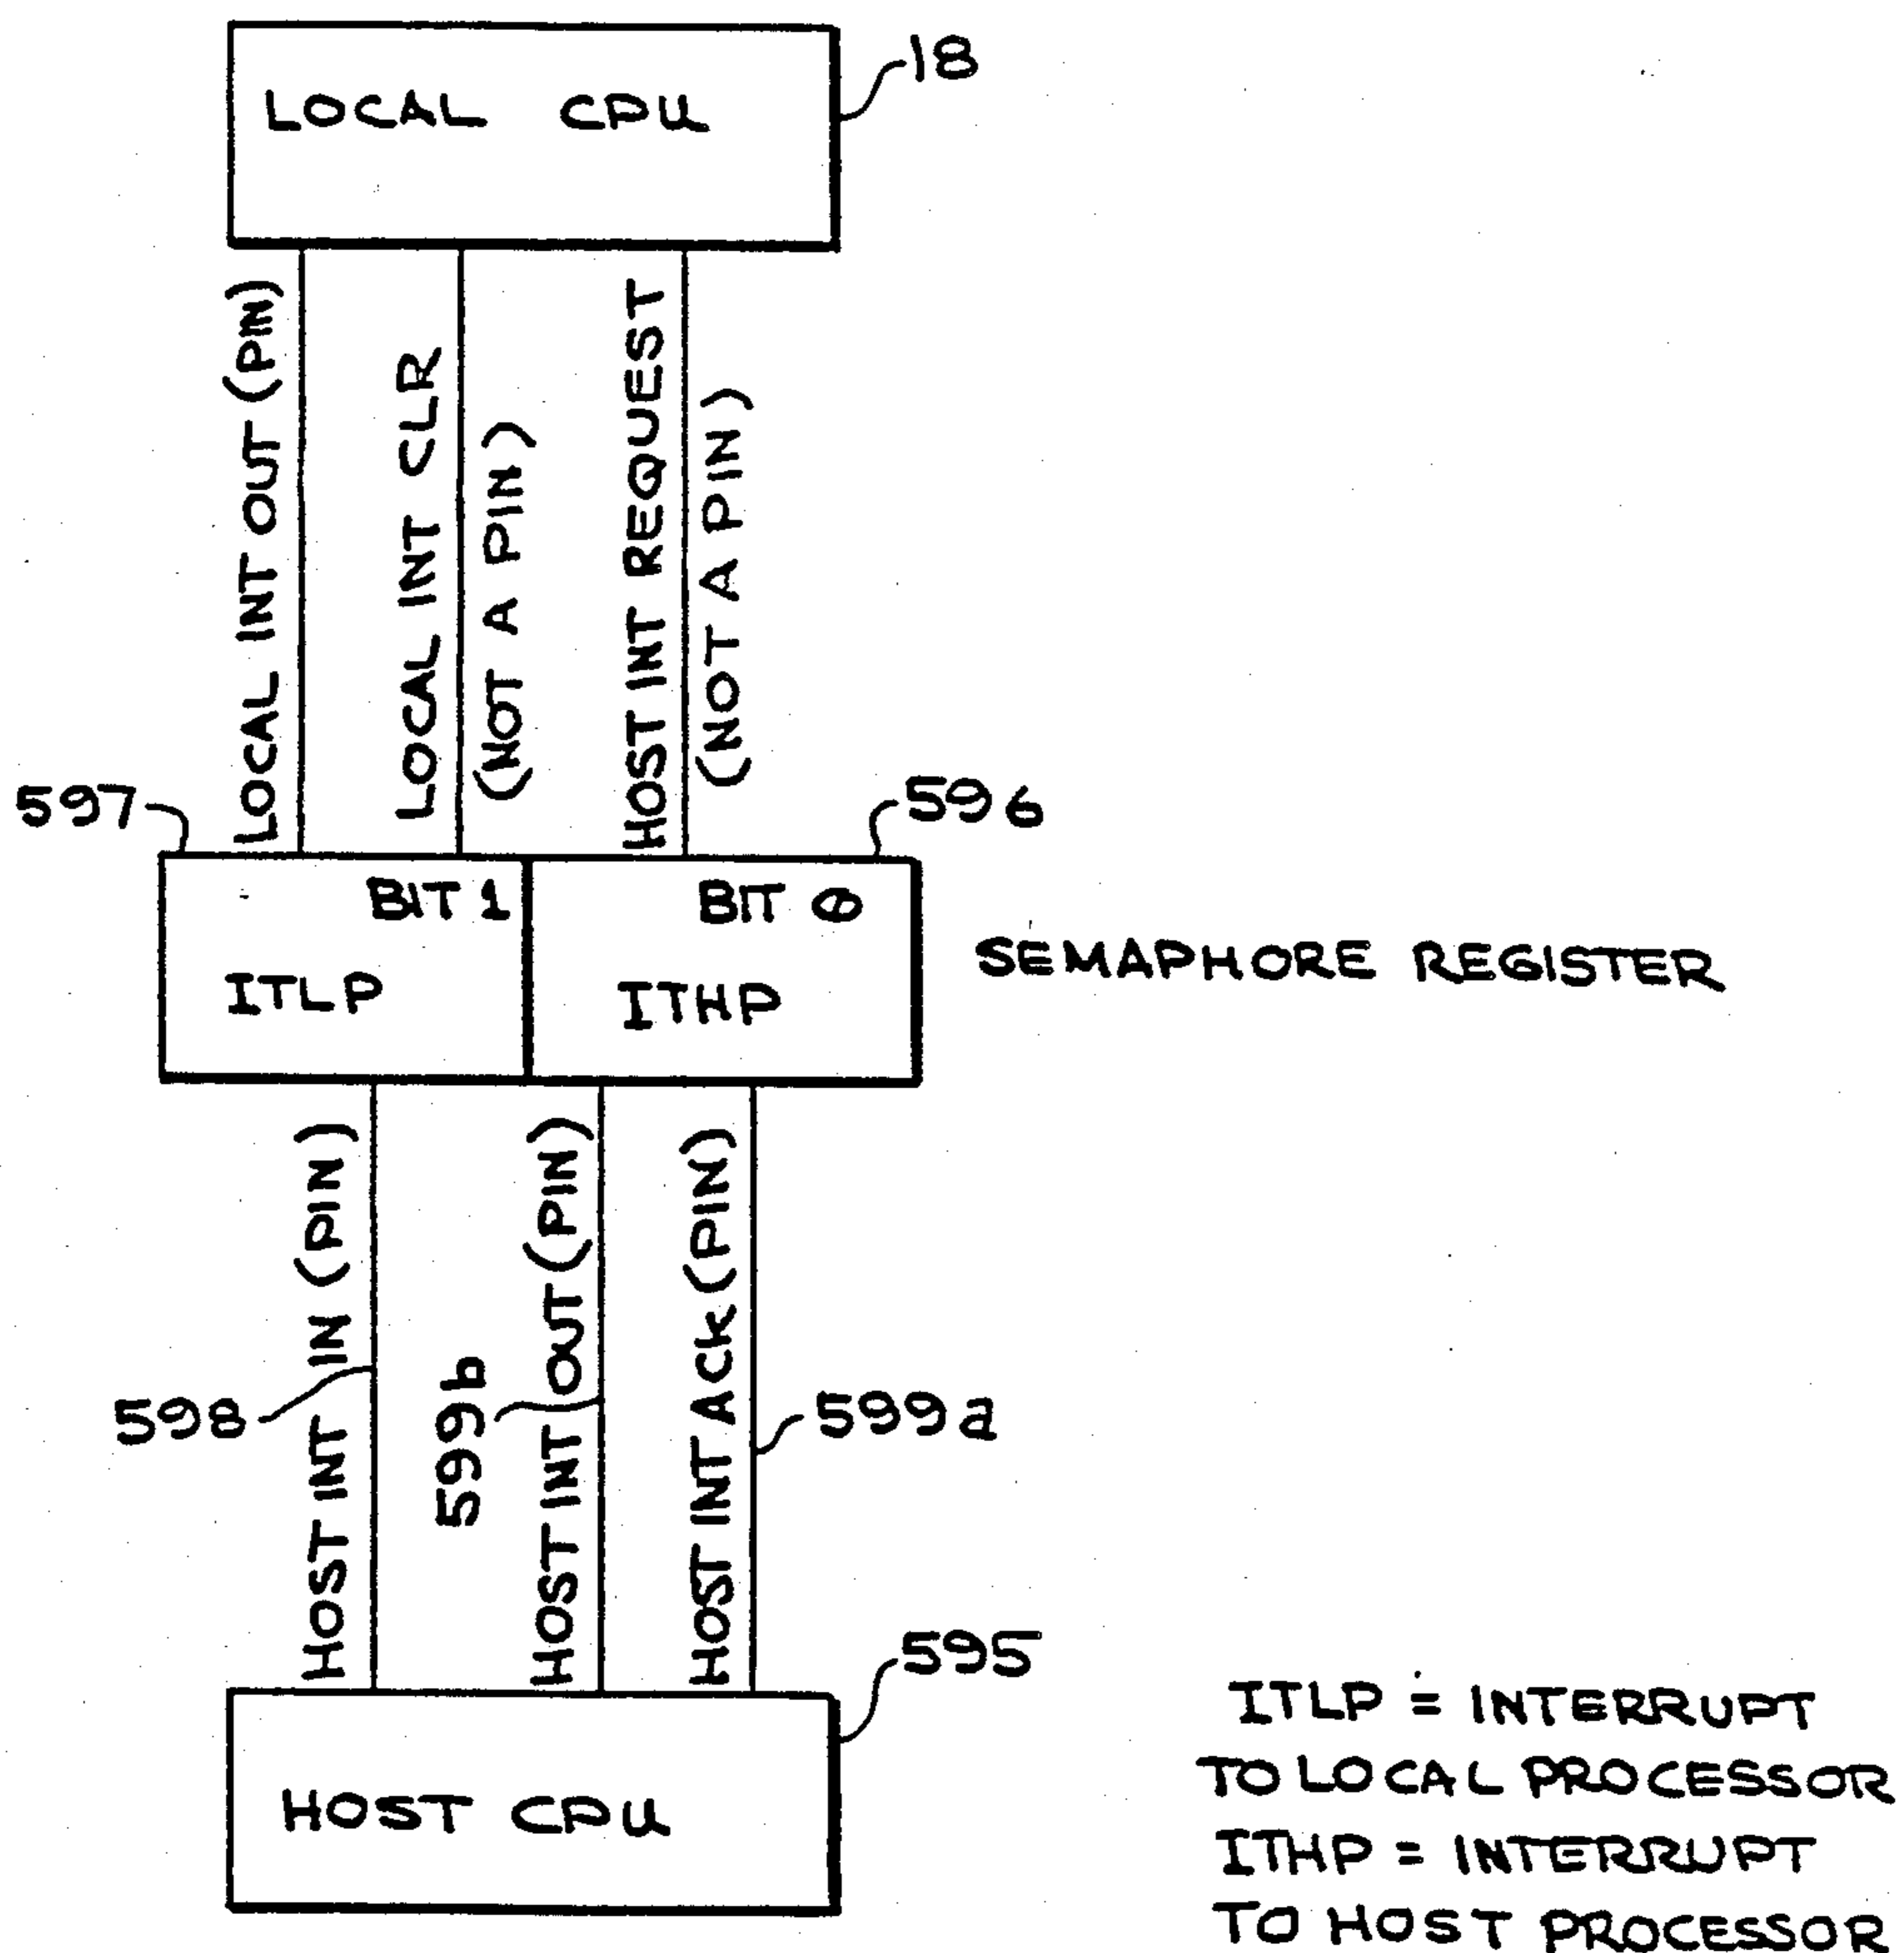 LOCAL CPU
18
LOCAL INT OUT (PIN)
LOCAL INT CLR
(NOT A PIN)
HOST INT REQUEST
(NOT A PIN)
597
596
BIT 1
BIT 0
ITLP
ITHP
SEMAPHORE REGISTER
HOST INT IN (PIN)
HOST INT OUT (PIN)
HOST INT ACK (PIN)
598
599b
599a
595
HOST CPU
ITLP = INTERRUPT
TO LOCAL PROCESSOR
ITHP = INTERRUPT
TO HOST PROCESSOR